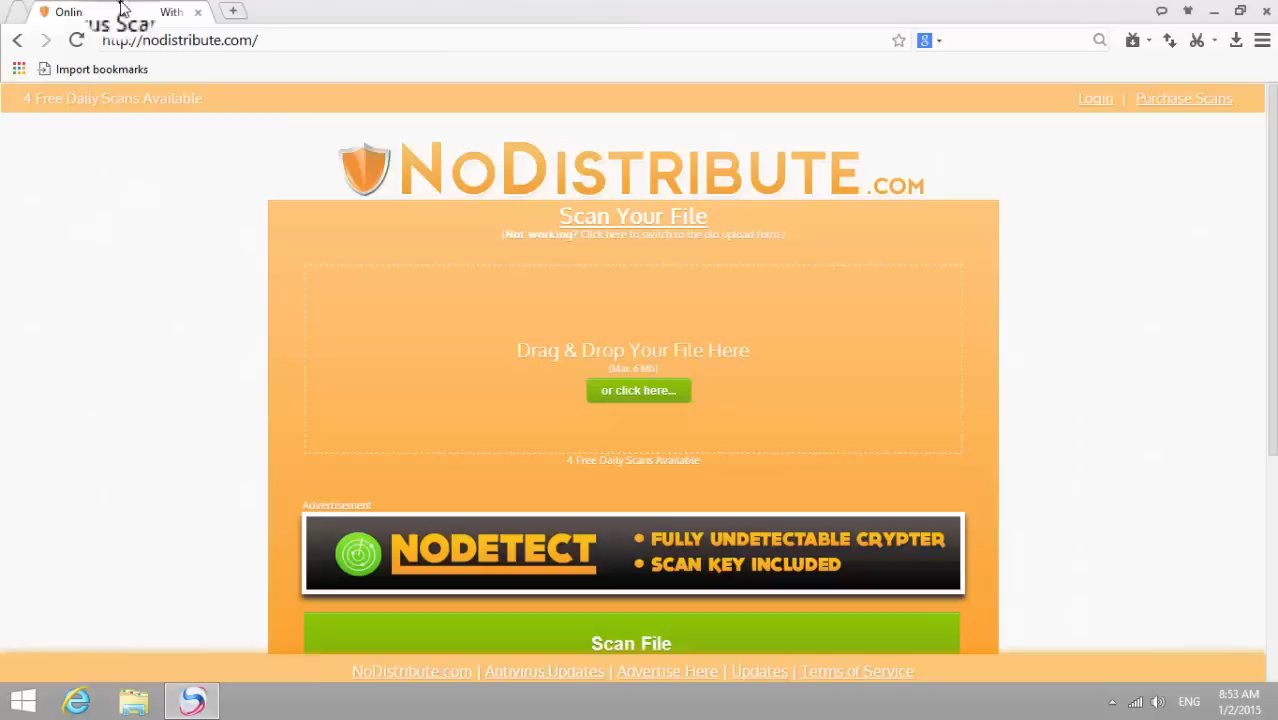 Onlin With
us Scar
http://nodistribute.com/
Import bookmarks
4 Free Daily Scans Available
Login | Purchase Scans
NODISTRIBUTE.COM
Scan Your File
(Not working? Click here to switch to the old upload form.)
Drag & Drop Your File Here
(Max. 6 Mb)
or click here...
4 Free Daily Scans Available
Advertisement
NODETECT
• FULLY UNDETECTABLE CRYPTER
• SCAN KEY INCLUDED
Scan File
NoDistribute.com | Antivirus Updates | Advertise Here | Updates | Terms of Service
ENG
8:53 AM
1/2/2015